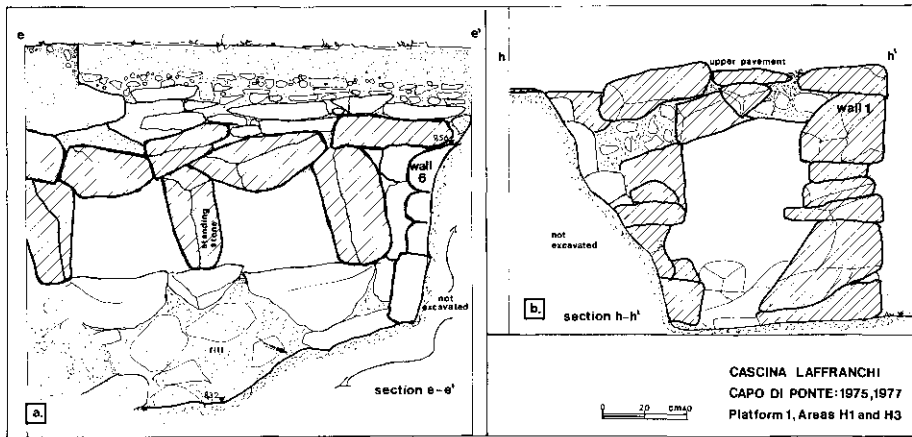 e e'
wall 6
standing stone
not excavated
fill
section e-e'
a.
h h'
upper pavement
wall 1
not excavated
section h-h'
b.
0 20 cm 40
CASCINA LAFFRANCHI
CAPO DI PONTE: 1975, 1977
Platform 1, Areas H1 and H3